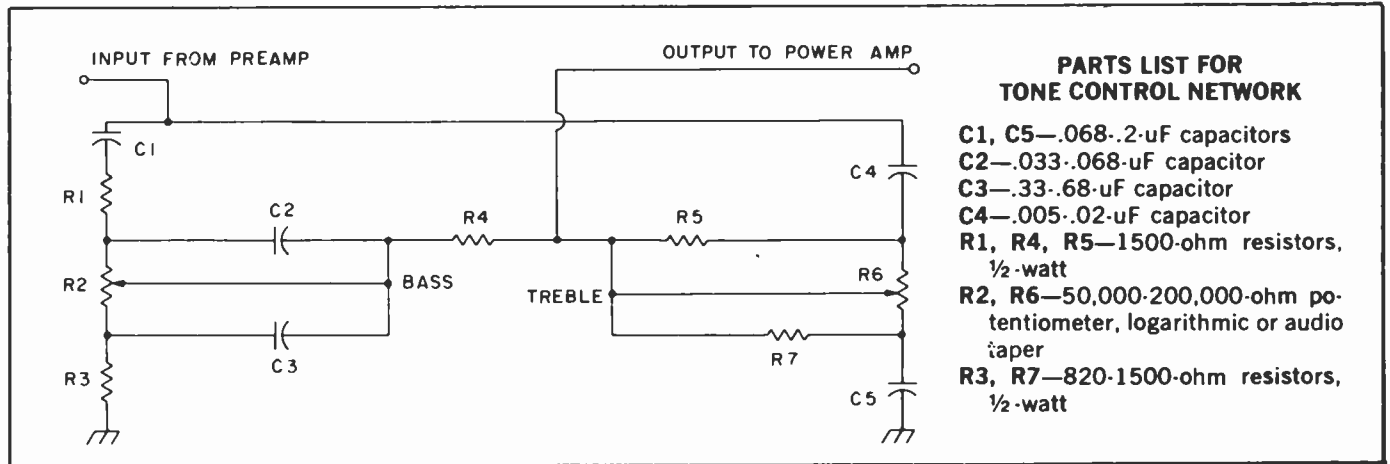 INPUT FROM PREAMP
OUTPUT TO POWER AMP
C1
R1
C2
R4
R5
C4
R2
BASS
TREBLE
R6
C3
R7
R3
C5
PARTS LIST FOR
TONE CONTROL NETWORK
C1, C5—.068-.2-uF capacitors
C2—.033-.068-uF capacitor
C3—.33-.68-uF capacitor
C4—.005-.02-uF capacitor
R1, R4, R5—1500-ohm resistors,
½-watt
R2, R6—50,000-200,000-ohm po-
tentiometer, logarithmic or audio
taper
R3, R7—820-1500-ohm resistors,
½-watt